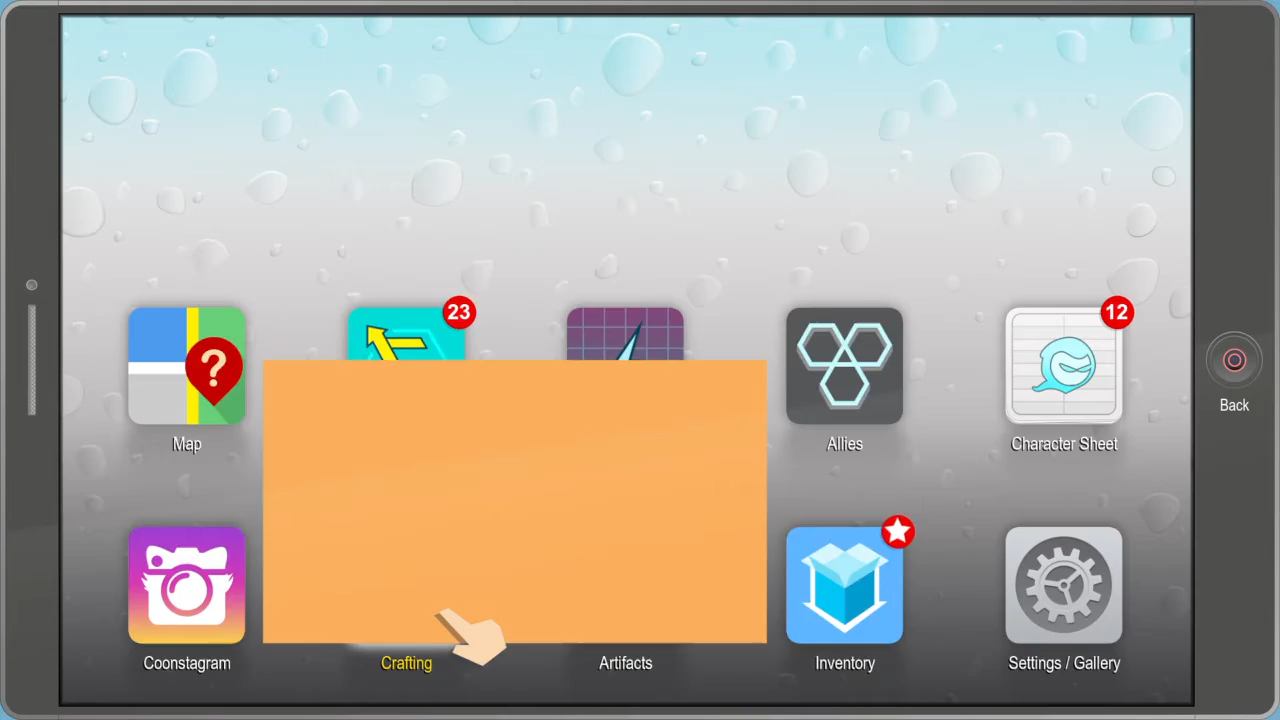 23
12
?
Map
Allies
Character Sheet
Back
Coonstagram
Crafting
Artifacts
Inventory
Settings / Gallery